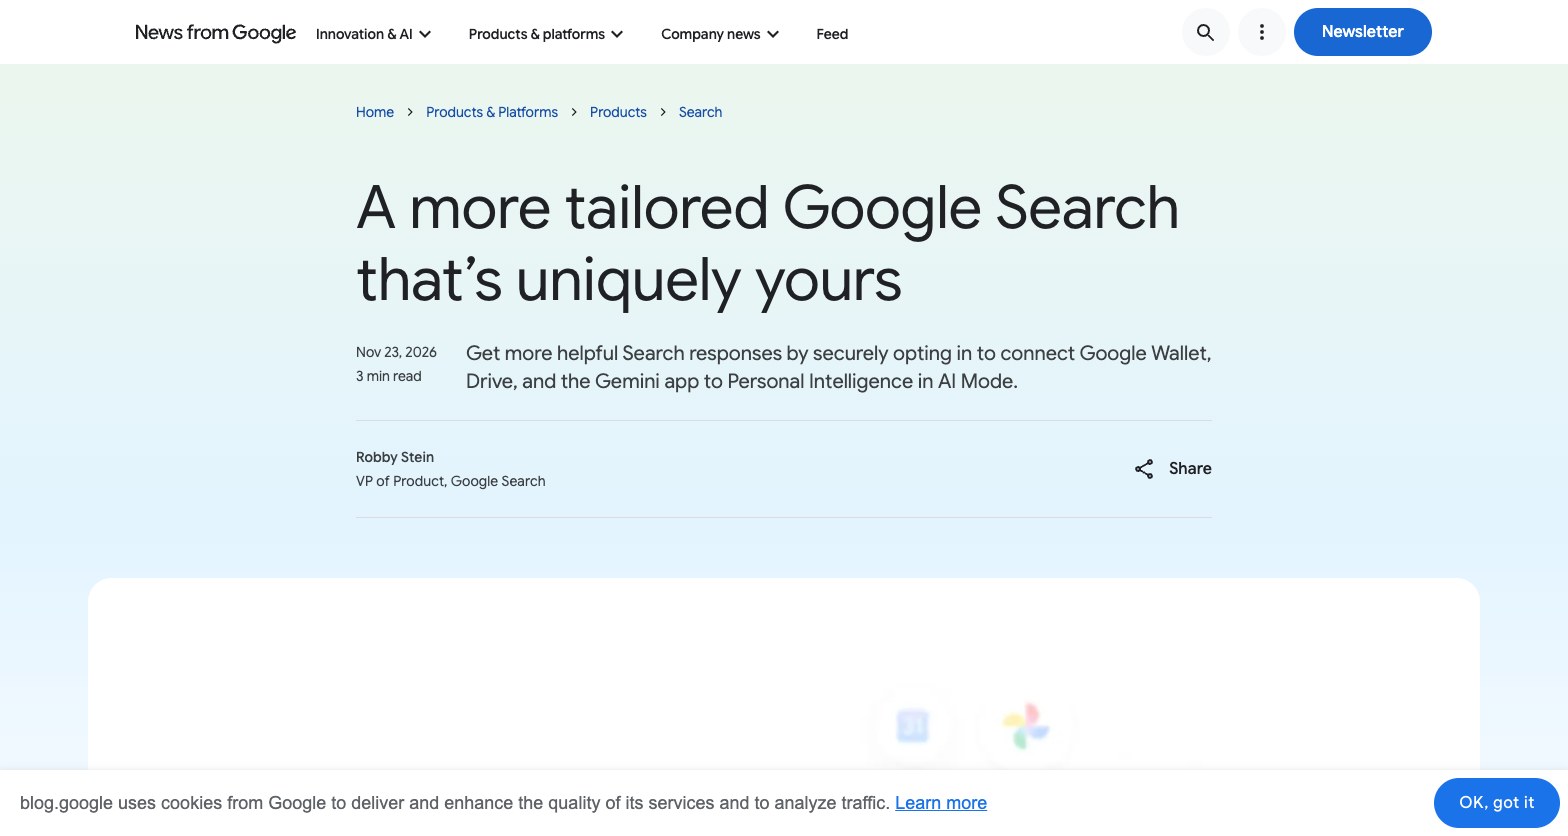 News from Google
Innovation & AI
Products & platforms
Company news
Feed
Newsletter
Home
Products & Platforms
Products
Search
A more tailored Google Search
that’s uniquely yours
Nov 23, 2026
3 min read
Get more helpful Search responses by securely opting in to connect Google Wallet,
Drive, and the Gemini app to Personal Intelligence in AI Mode.
Robby Stein
VP of Product, Google Search
Share
31
blog.google uses cookies from Google to deliver and enhance the quality of its services and to analyze traffic. Learn more
OK, got it